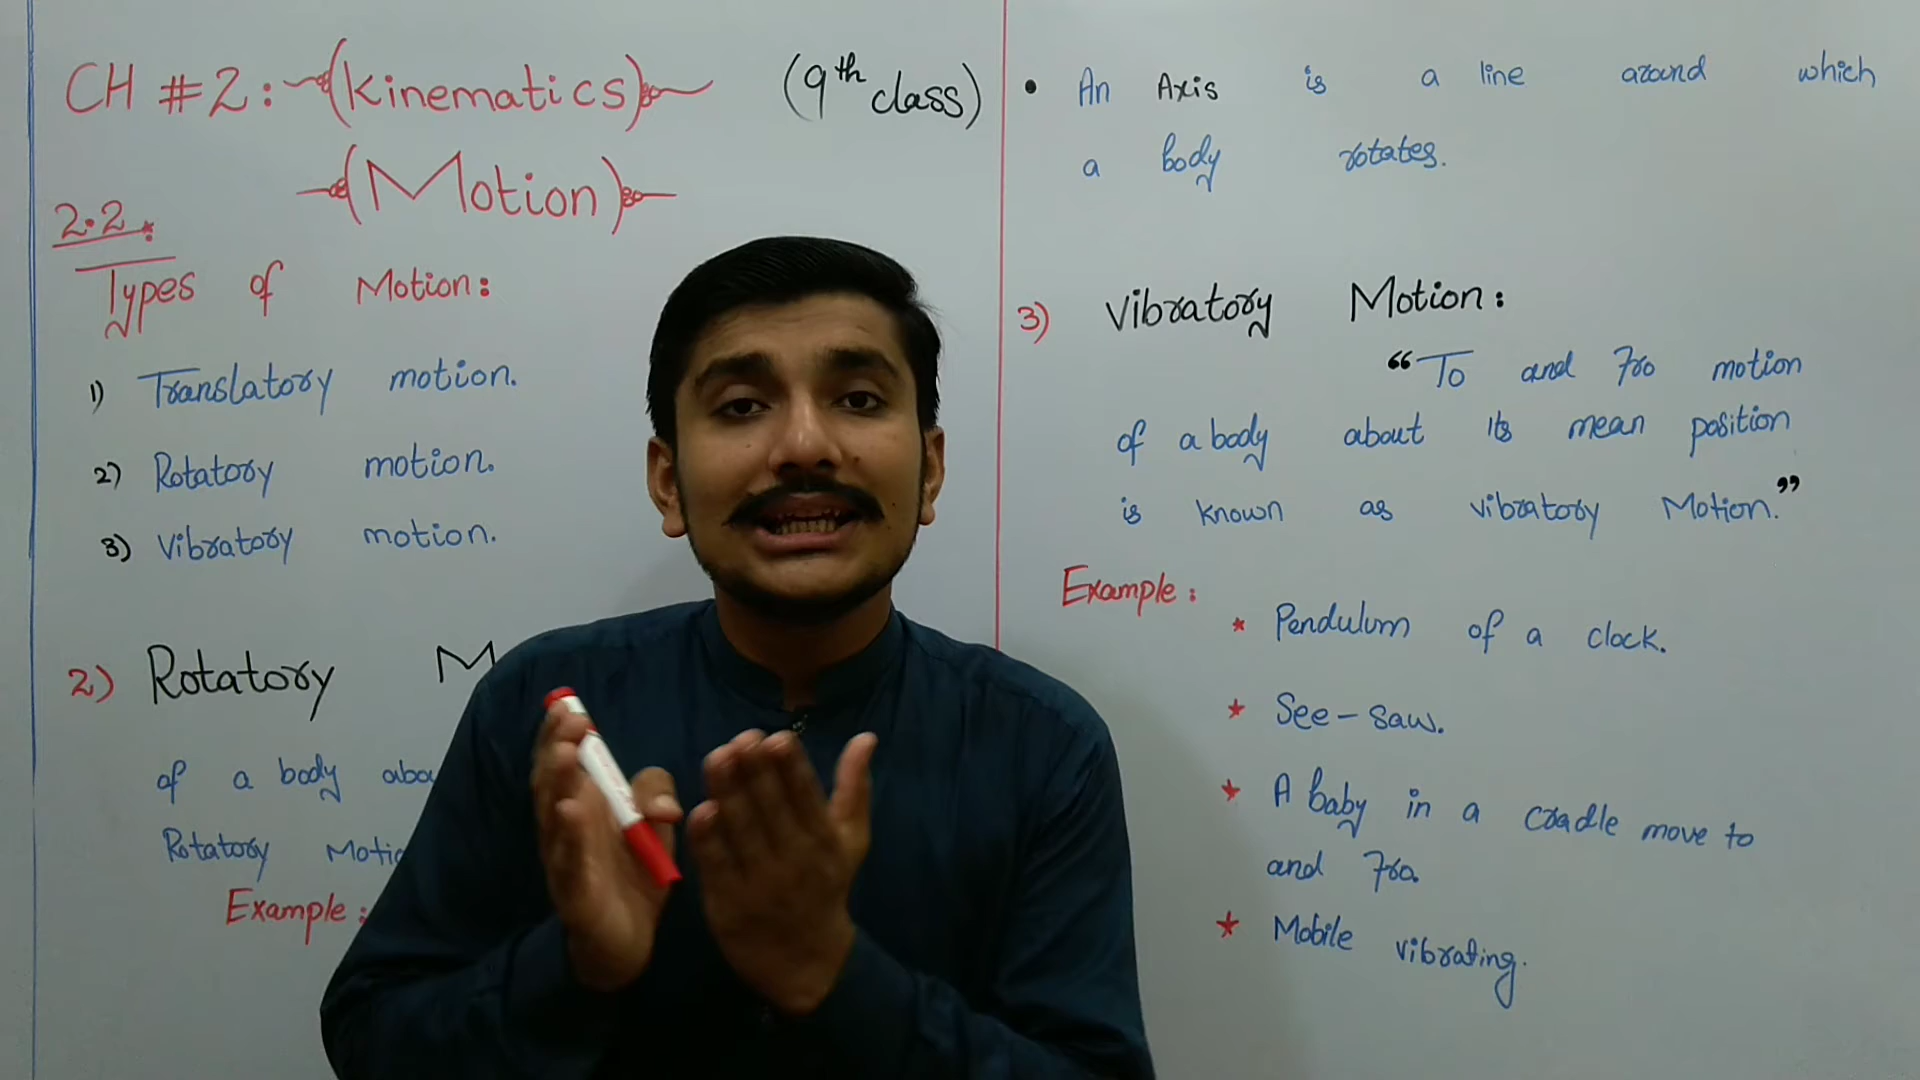 CH #2: (Kinematics) (9th class)
(Motion)
2.2:
Types of Motion:
1) Translatory motion.
2) Rotatory motion.
3) Vibratory motion.
2) Rotatory M
of a body abou
Rotatory Motio
Example:
• An Axis is a line around which
a body rotates.
3) Vibratory Motion:
“To and Fro motion
of a body about its mean position
is known as vibratory Motion.”
Example:
* Pendulum of a clock.
* See-saw.
* A baby in a cradle move to
and Fro.
* Mobile vibrating.